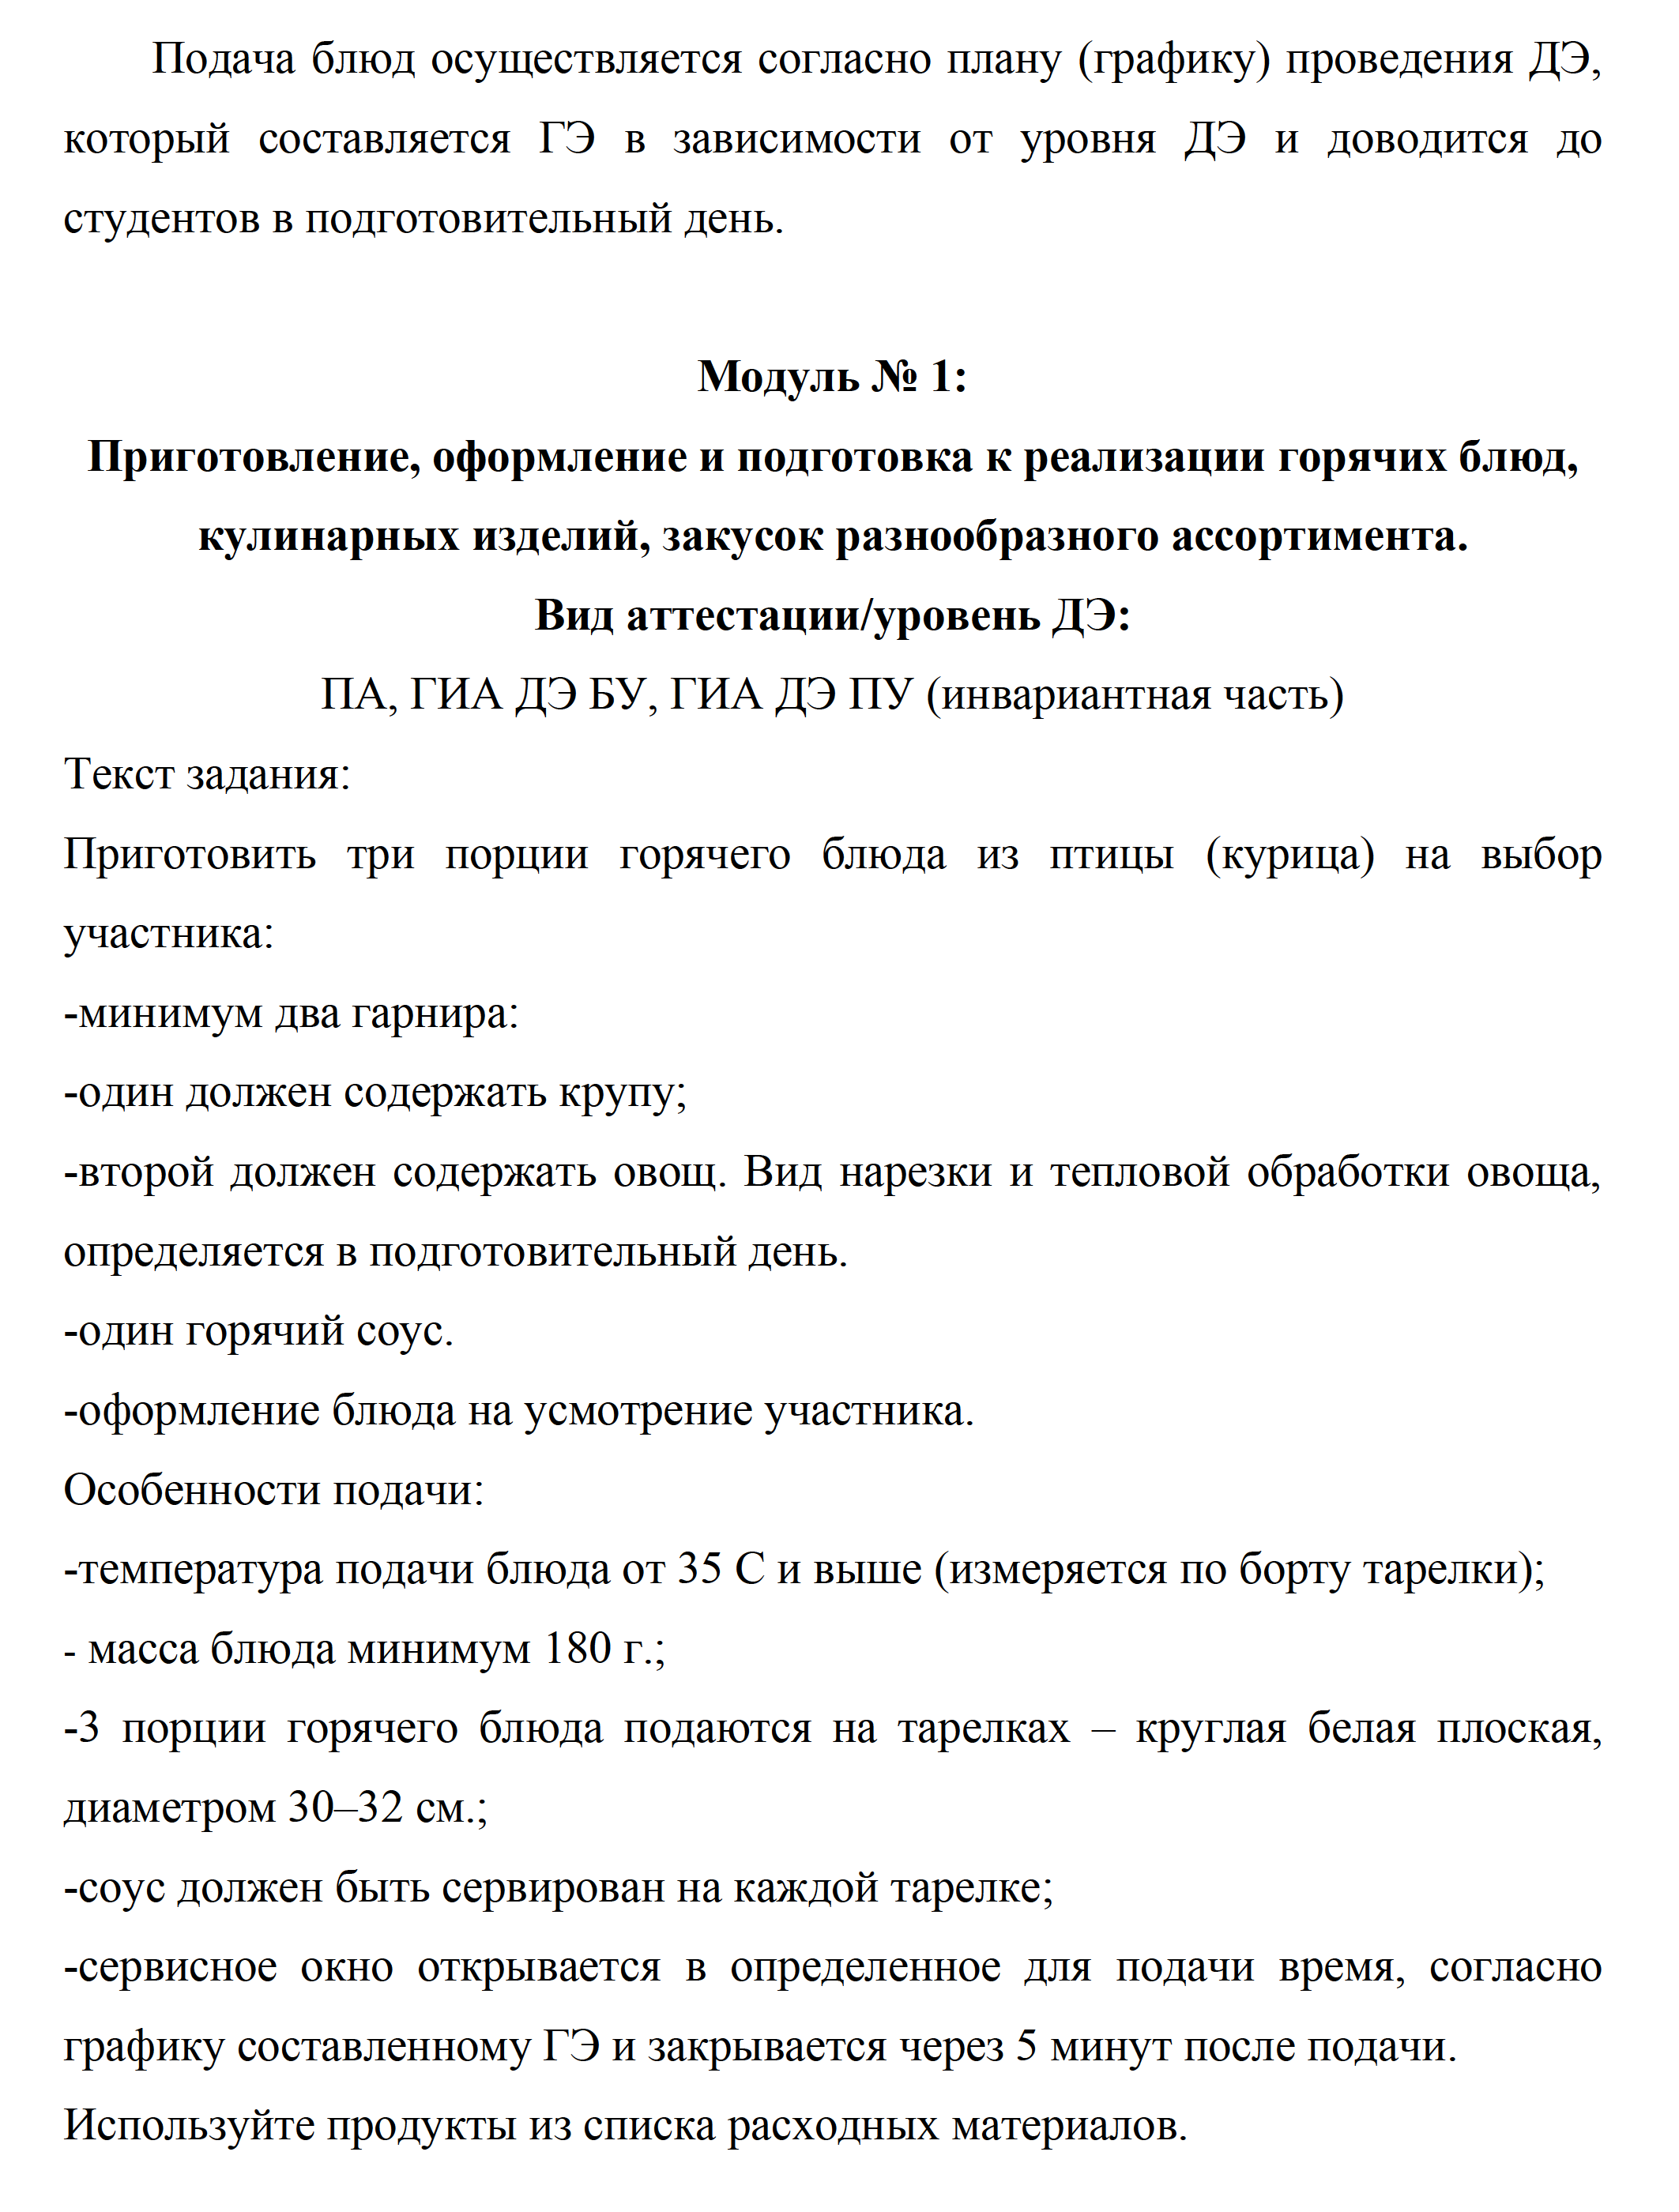 Подача блюд осуществляется согласно плану (графику) проведения ДЭ,
который составляется ГЭ в зависимости от уровня ДЭ и доводится до
студентов в подготовительный день.
Модуль № 1:
Приготовление, оформление и подготовка к реализации горячих блюд,
кулинарных изделий, закусок разнообразного ассортимента.
Вид аттестации/уровень ДЭ:
ПА, ГИА ДЭ БУ, ГИА ДЭ ПУ (инвариантная часть)
Текст задания:
Приготовить три порции горячего блюда из птицы (курица) на выбор
участника:
-минимум два гарнира:
-один должен содержать крупу;
-второй должен содержать овощ. Вид нарезки и тепловой обработки овоща,
определяется в подготовительный день.
-один горячий соус.
-оформление блюда на усмотрение участника.
Особенности подачи:
-температура подачи блюда от 35 С и выше (измеряется по борту тарелки);
- масса блюда минимум 180 г.;
-3 порции горячего блюда подаются на тарелках – круглая белая плоская,
диаметром 30–32 см.;
-соус должен быть сервирован на каждой тарелке;
-сервисное окно открывается в определенное для подачи время, согласно
графику составленному ГЭ и закрывается через 5 минут после подачи.
Используйте продукты из списка расходных материалов.